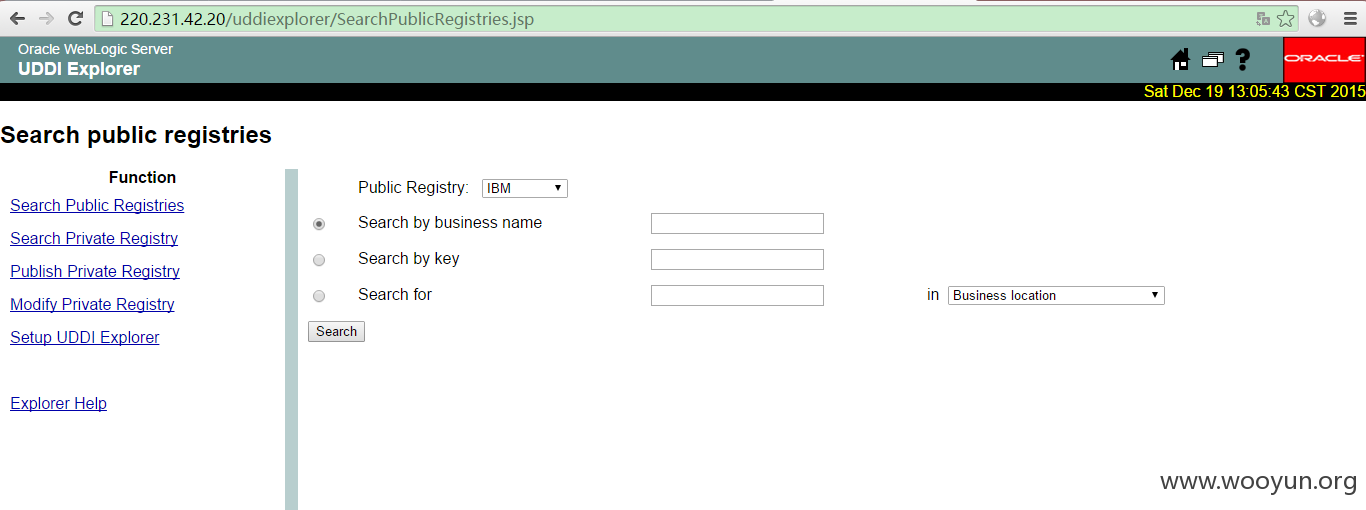 220.231.42.20/uddiexplorer/SearchPublicRegistries.jsp
Oracle WebLogic Server
UDDI Explorer
ORACLE
Sat Dec 19 13:05:43 CST 2015
Search public registries
Function
Search Public Registries
Search Private Registry
Publish Private Registry
Modify Private Registry
Setup UDDI Explorer
Explorer Help
Public Registry: IBM
Search by business name
Search by key
Search for in Business location
Search
www.wooyun.org